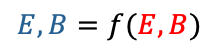 E, B = f(E, B)